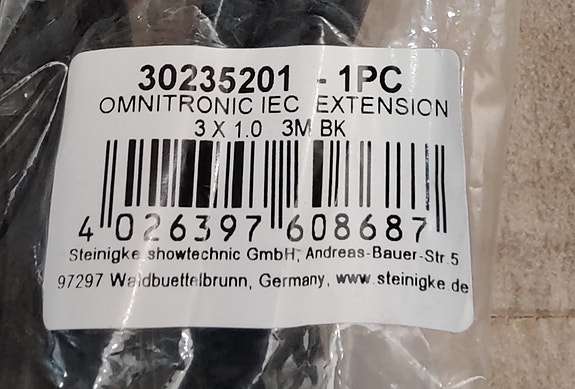 30235201 - 1PC
OMNITRONIC IEC EXTENSION
3 X 1.0 3M BK
4 026397 608687
Steinigke showtechnic GmbH, Andreas-Bauer-Str.5
97297 Waldbuettelbrunn, Germany, www.steinigke.de